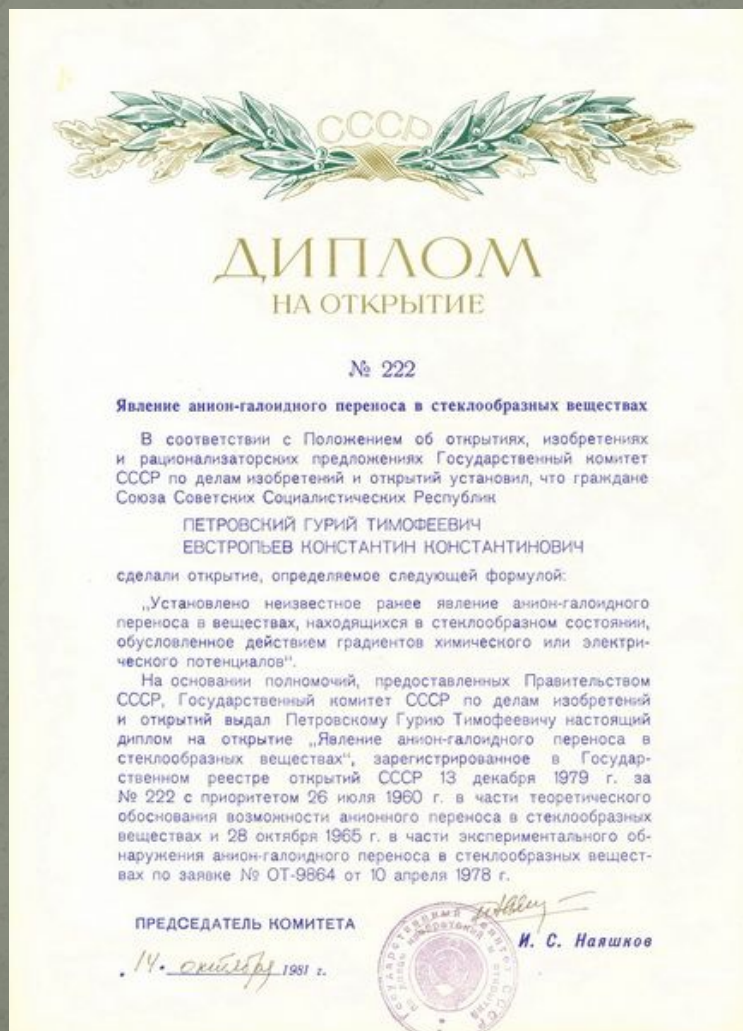 СССР
ДИПЛОМ
НА ОТКРЫТИЕ
№ 222
Явление анион-галоидного переноса в стеклообразных веществах
В соответствии с Положением об открытиях, изобретениях
и рационализаторских предложениях Государственный комитет
СССР по делам изобретений и открытий установил, что граждане
Союза Советских Социалистических Республик
ПЕТРОВСКИЙ ГУРИЙ ТИМОФЕЕВИЧ
ЕВСТРОПЬЕВ КОНСТАНТИН КОНСТАНТИНОВИЧ
сделали открытие, определяемое следующей формулой:
„Установлено неизвестное ранее явление анион-галоидного
переноса в веществах, находящихся в стеклообразном состоянии,
обусловленное действием градиентов химического или электри-
ческого потенциалов“.
На основании полномочий, предоставленных Правительством
СССР, Государственный комитет СССР по делам изобретений
и открытий выдал Петровскому Гурию Тимофеевичу настоящий
диплом на открытие „Явление анион-галоидного переноса в
стеклообразных веществах“, зарегистрированное в Государ-
ственном реестре открытий СССР 13 декабря 1979 г. за
№ 222 с приоритетом 26 июля 1960 г. в части теоретического
обоснования возможности анионного переноса в стеклообразных
веществах и 28 октября 1965 г. в части экспериментального об-
наружения анион-галоидного переноса в стеклообразных вещест-
вах по заявке № ОТ-9864 от 10 апреля 1978 г.
ПРЕДСЕДАТЕЛЬ КОМИТЕТА
И. С. Наяшков
„14“ октября 1981 г.
Государственный комитет СССР
по делам изобретений и открытий